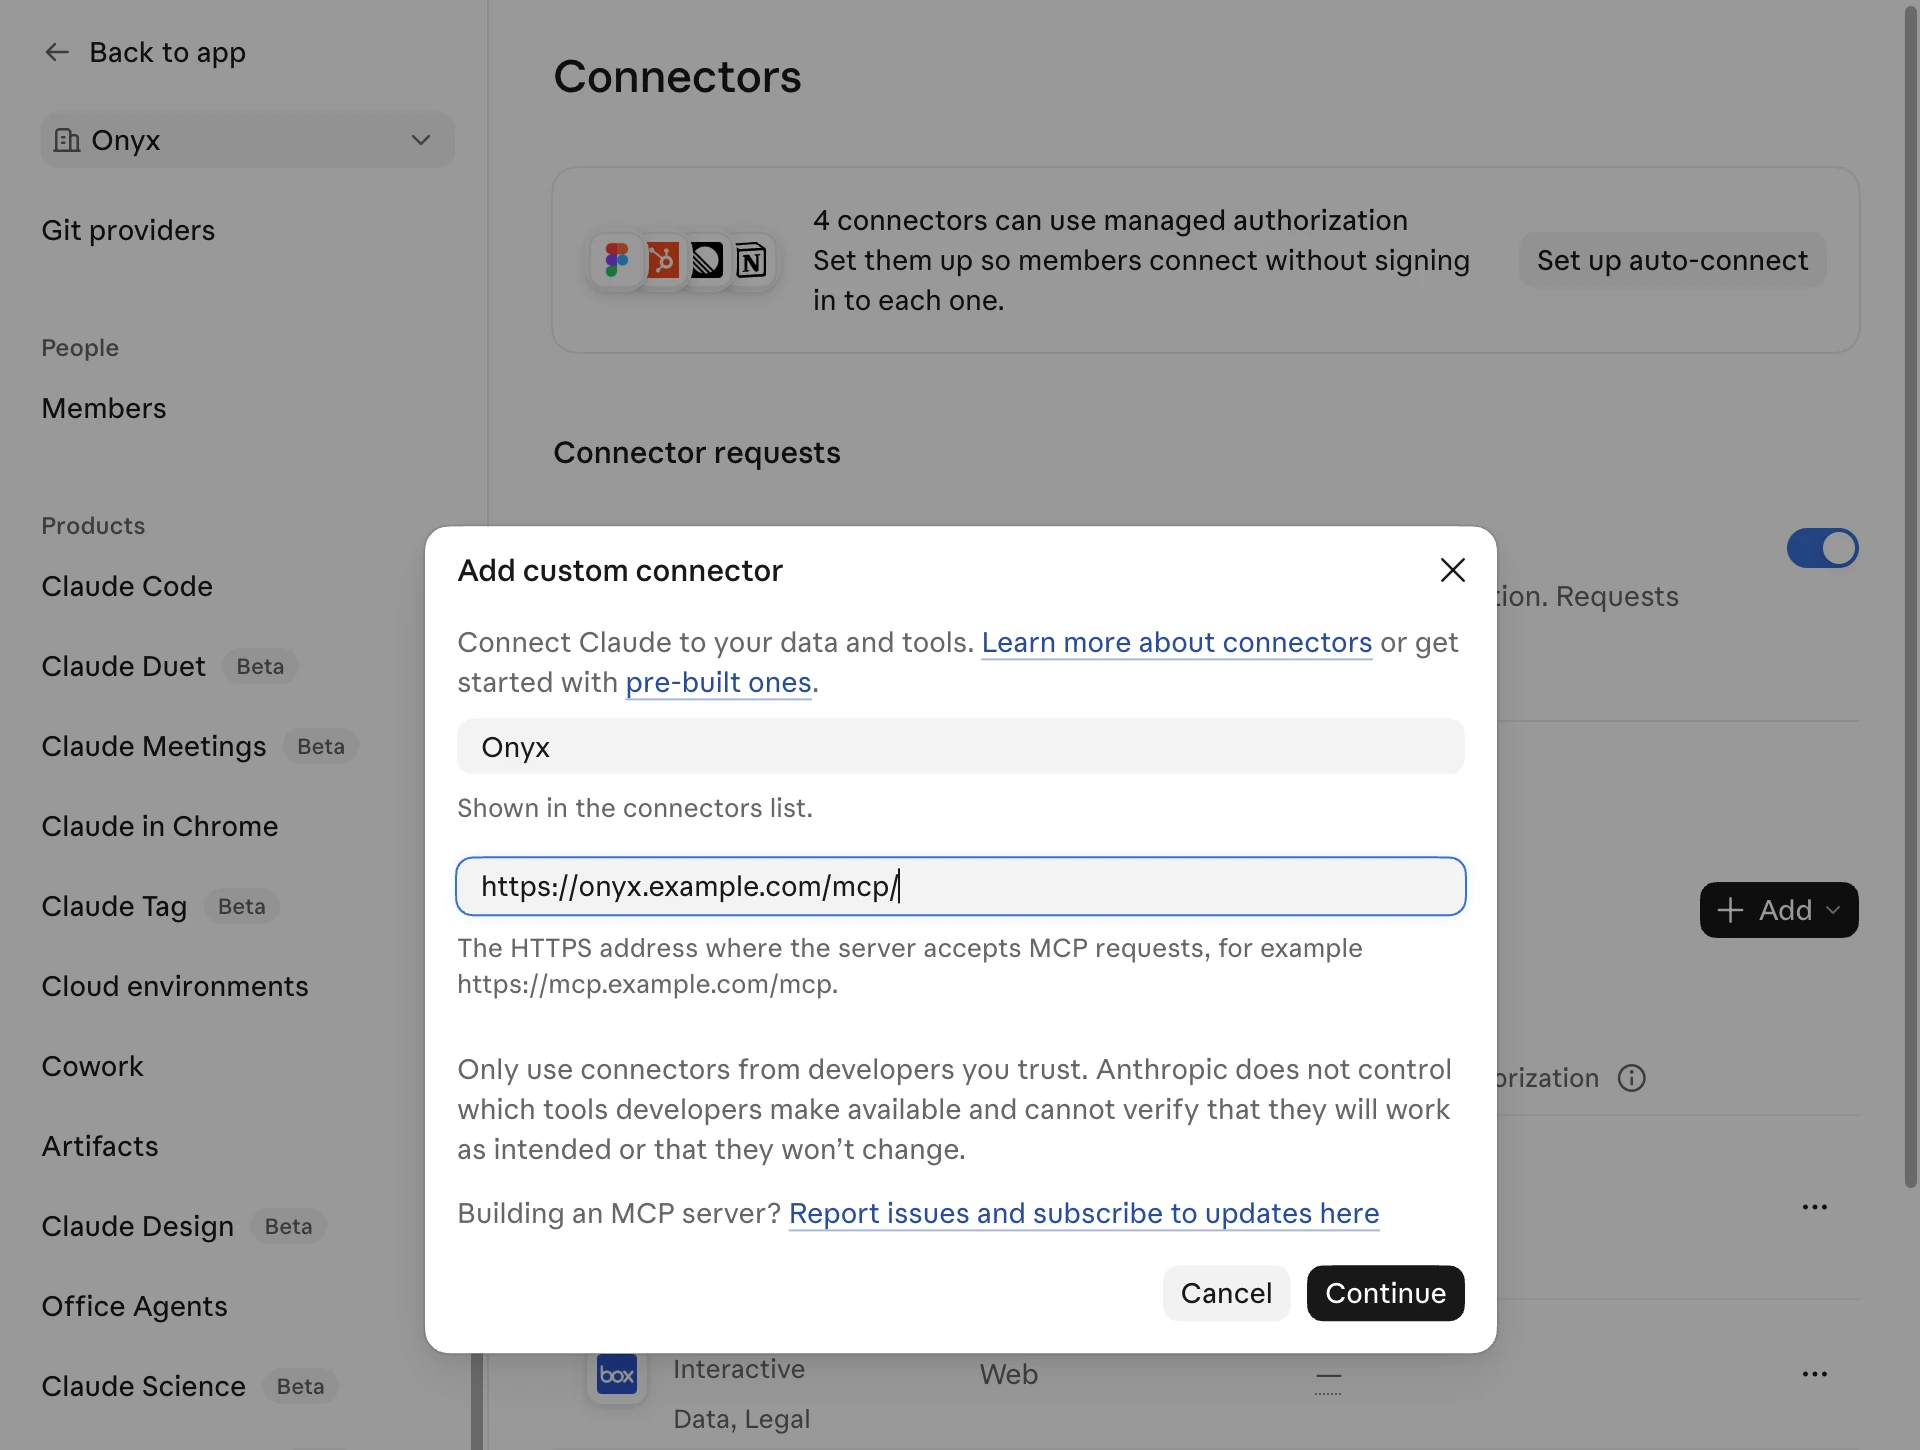 Back to app
Onyx
Git providers
People
Members
Products
Claude Code
Claude Duet Beta
Claude Meetings Beta
Claude in Chrome
Claude Tag Beta
Cloud environments
Cowork
Artifacts
Claude Design Beta
Office Agents
Claude Science Beta
Connectors
4 connectors can use managed authorization
Set them up so members connect without signing
in to each one.
Set up auto-connect
Connector requests
tion. Requests
Add
orization
Add custom connector
Connect Claude to your data and tools. Learn more about connectors or get
started with pre-built ones.
Onyx
Shown in the connectors list.
https://onyx.example.com/mcp/
The HTTPS address where the server accepts MCP requests, for example
https://mcp.example.com/mcp.
Only use connectors from developers you trust. Anthropic does not control
which tools developers make available and cannot verify that they will work
as intended or that they won’t change.
Building an MCP server? Report issues and subscribe to updates here
Cancel
Continue
box
Interactive
Web
—
Data, Legal